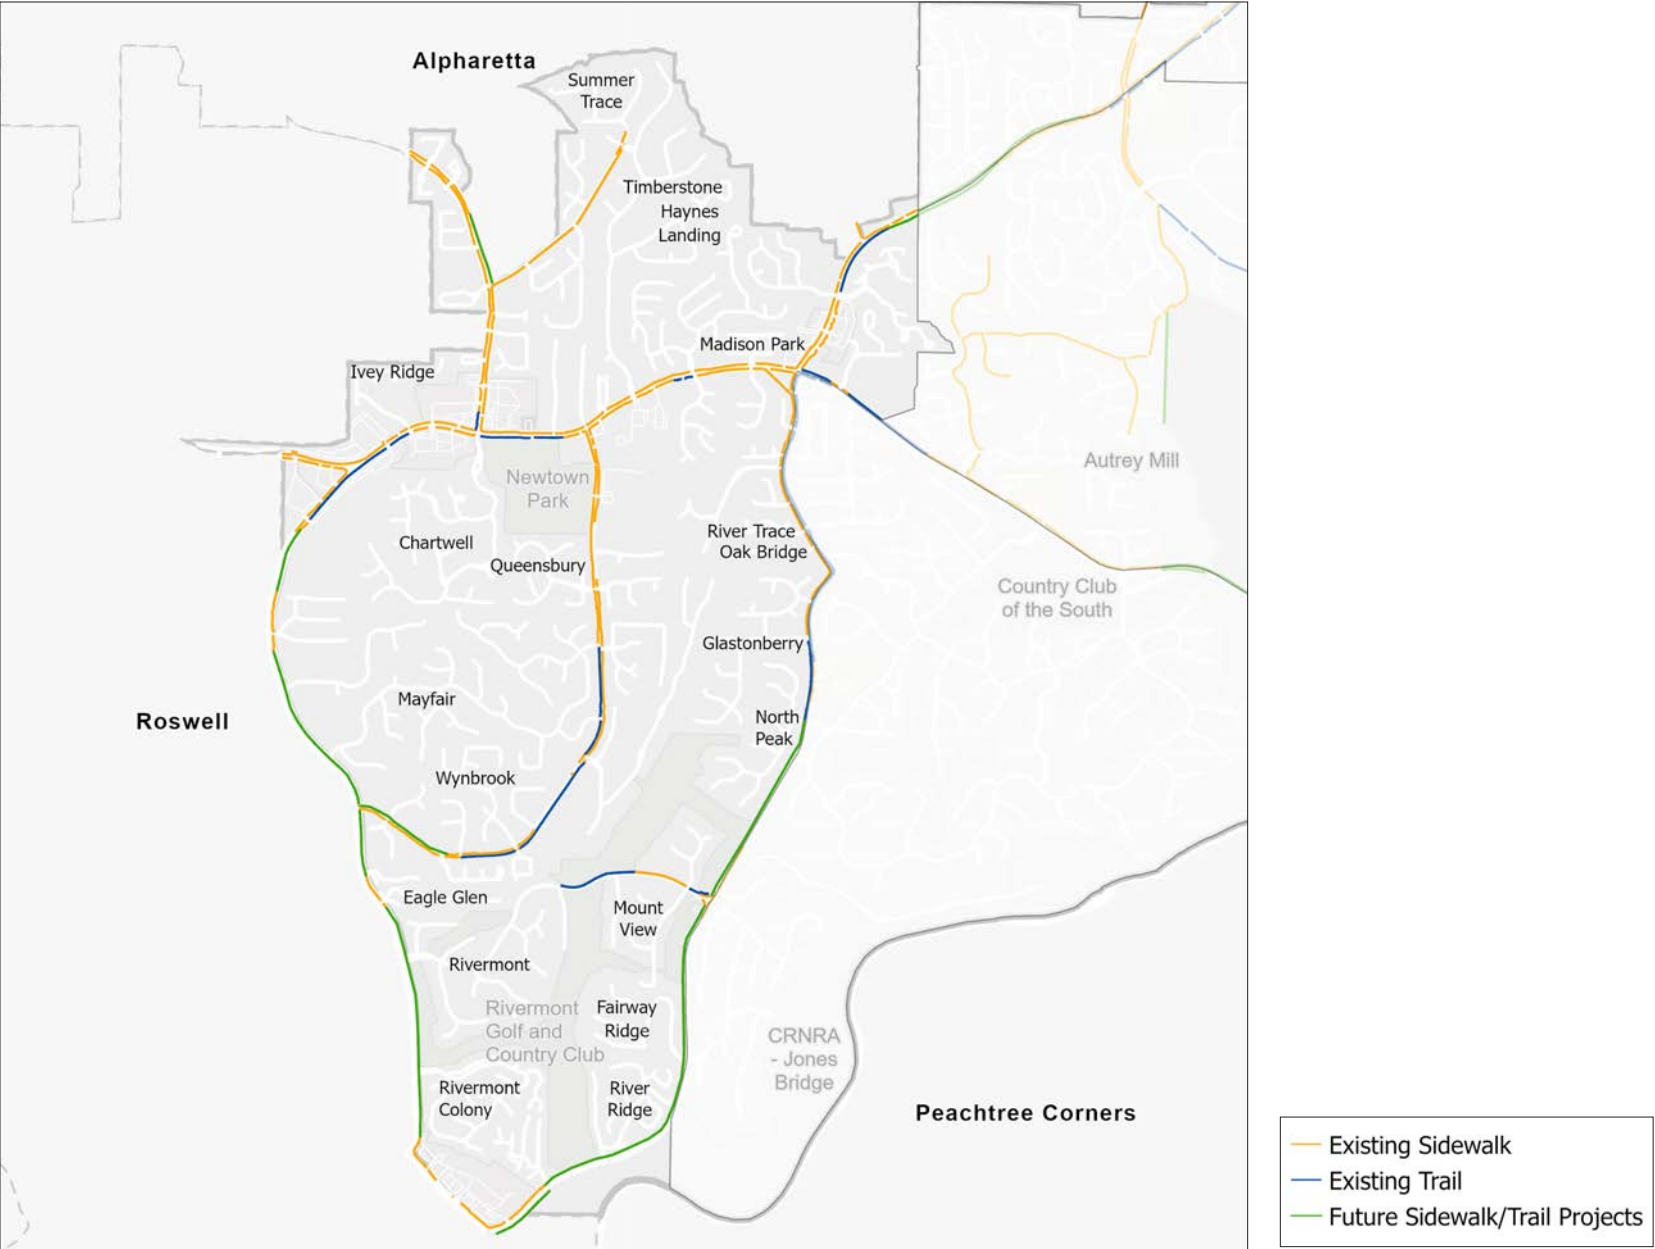 Alpharetta
Summer
Trace
Timberstone
Haynes
Landing
Madison Park
Ivey Ridge
Newtown
Park
Autrey Mill
River Trace
Oak Bridge
Chartwell
Queensbury
Country Club
of the South
Glastonberry
Mayfair
Roswell
North
Peak
Wynbrook
Eagle Glen
Mount
View
Rivermont
Rivermont
Golf and
Country Club
Fairway
Ridge
CRNRA
- Jones
Bridge
Rivermont
Colony
River
Ridge
Peachtree Corners
Existing Sidewalk
Existing Trail
Future Sidewalk/Trail Projects